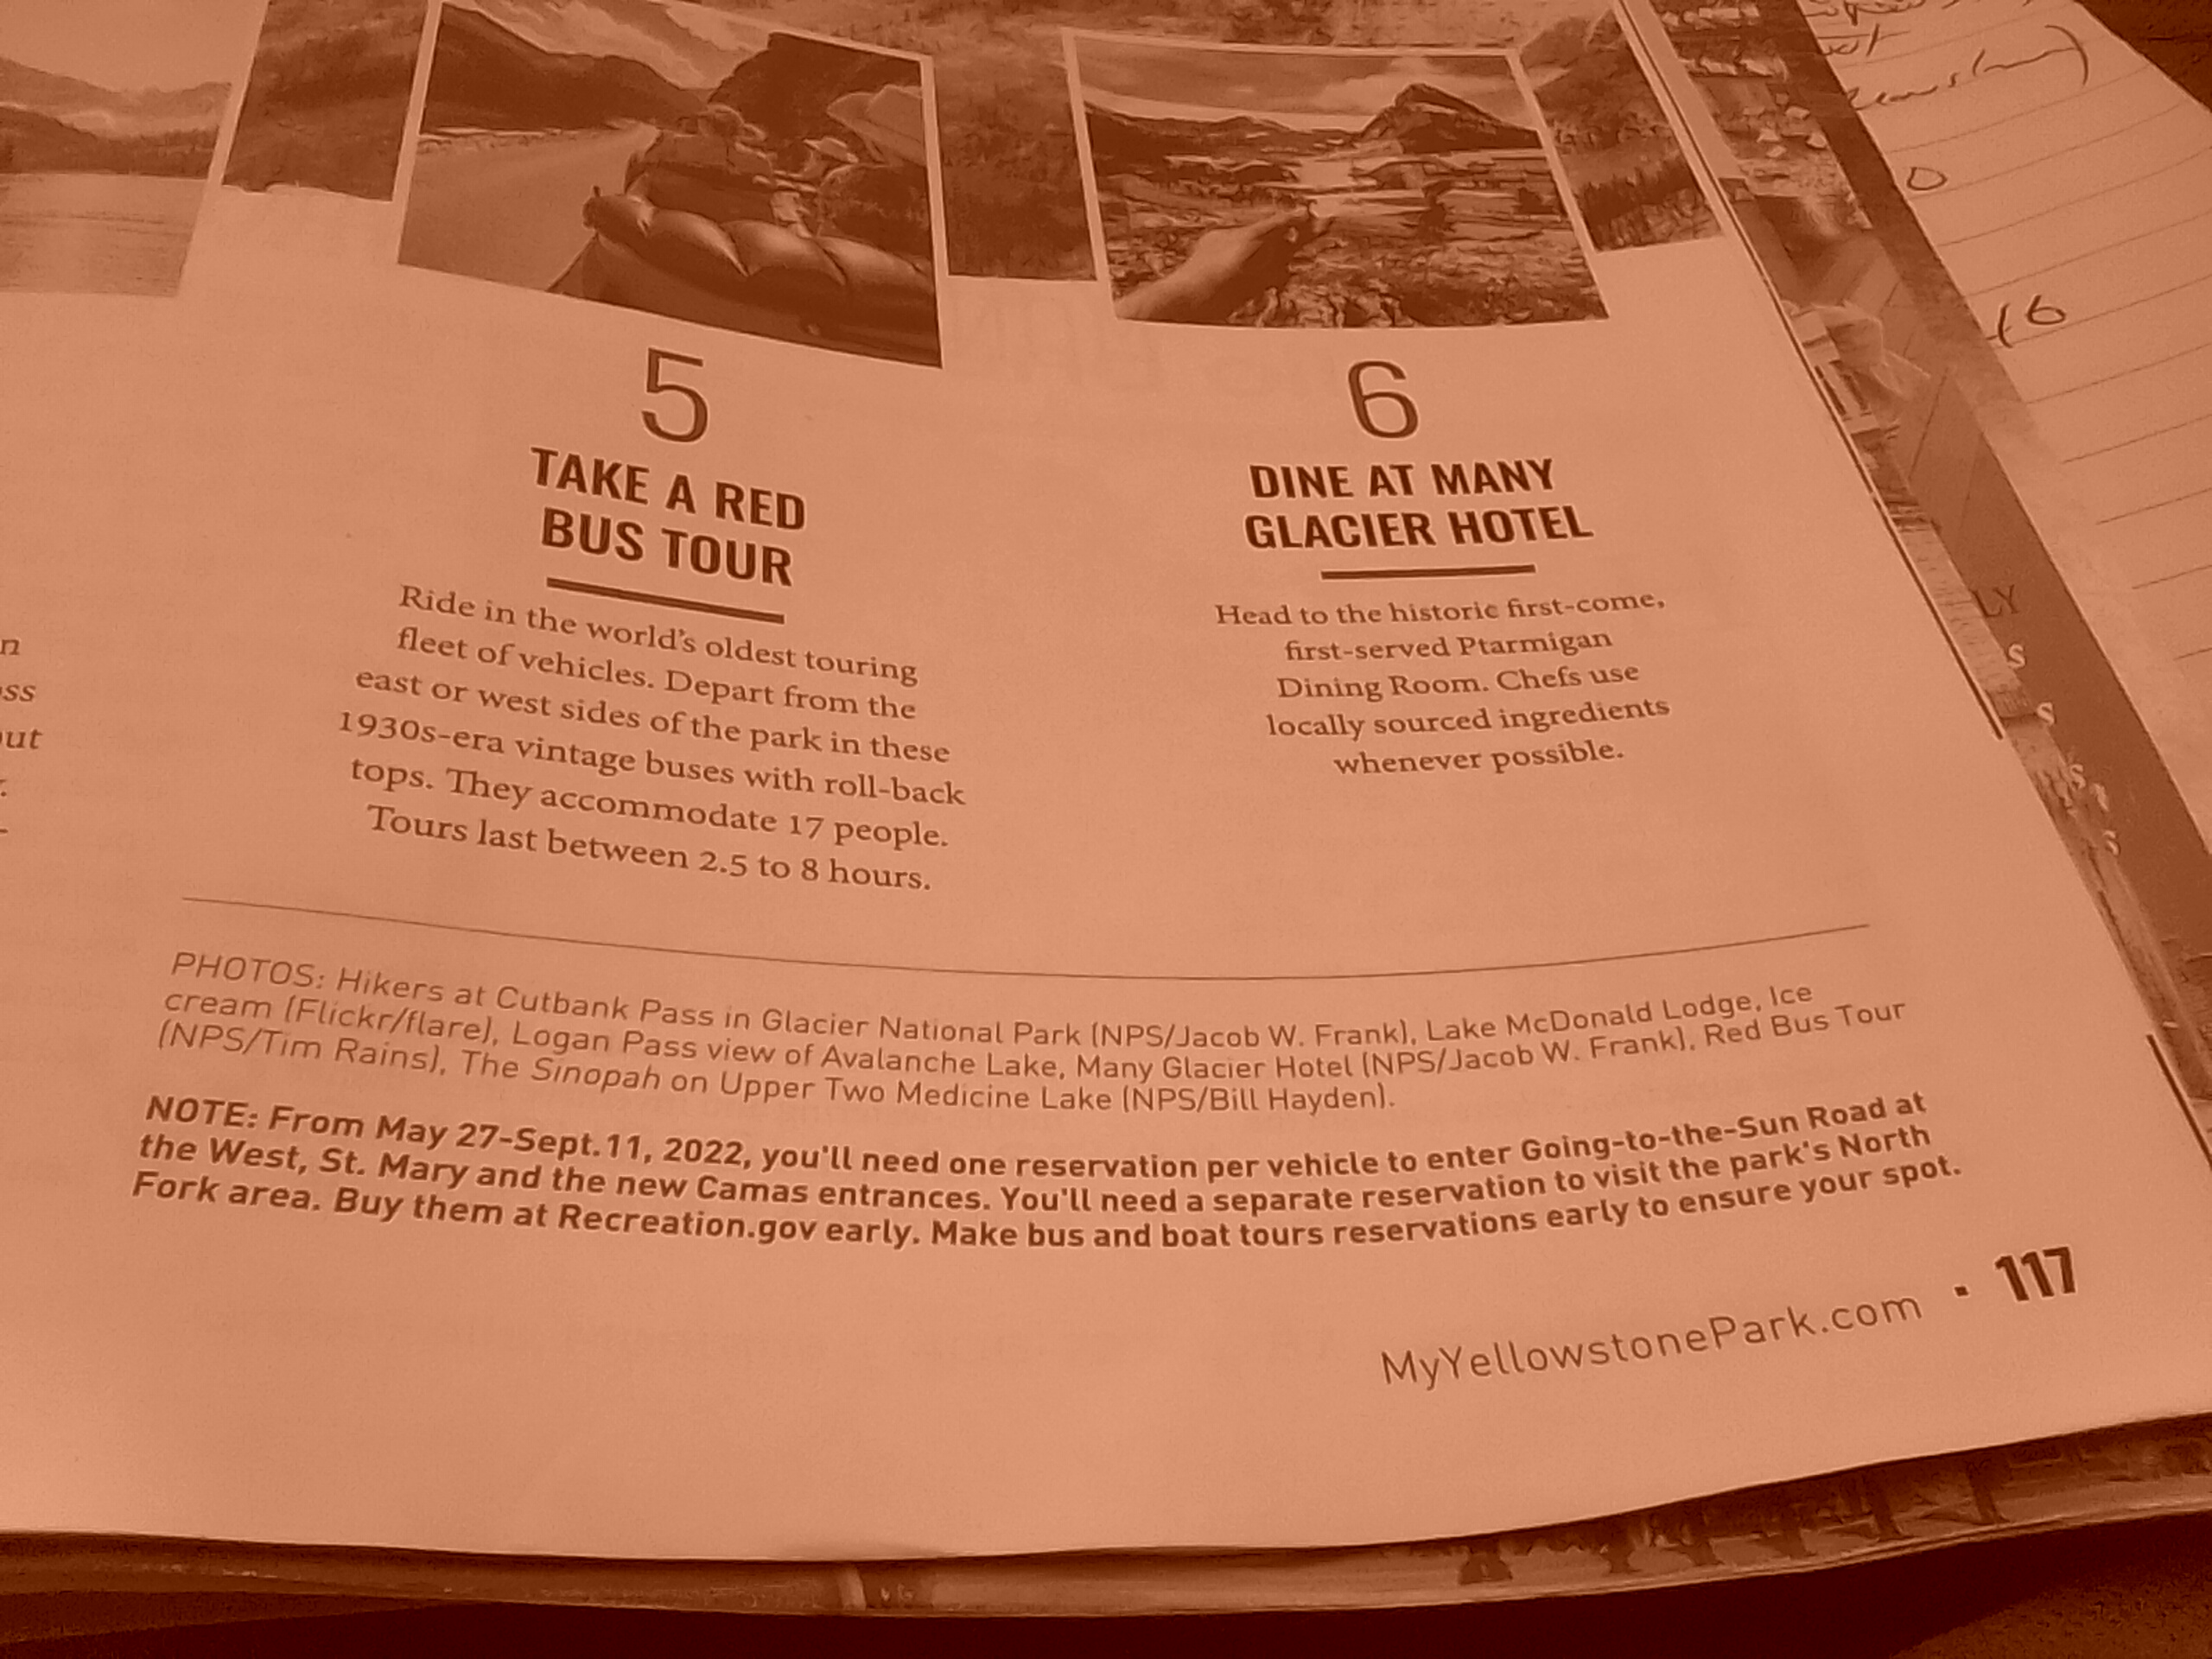 5
TAKE A RED
BUS TOUR
Ride in the world's oldest touring
fleet of vehicles. Depart from the
east or west sides of the park in these
1930s-era vintage buses with roll-back
tops. They accommodate 17 people.
Tours last between 2.5 to 8 hours.
6
DINE AT MANY
GLACIER HOTEL
Head to the historic first-come,
first-served Ptarmigan
Dining Room. Chefs use
locally sourced ingredients
whenever possible.
PHOTOS: Hikers at Cutbank Pass in Glacier National Park (NPS/Jacob W. Frank), Lake McDonald Lodge, Ice
cream (Flickr/flare), Logan Pass view of Avalanche Lake, Many Glacier Hotel (NPS/Jacob W. Frank), Red Bus Tour
(NPS/Tim Rains), The Sinopah on Upper Two Medicine Lake (NPS/Bill Hayden).
NOTE: From May 27-Sept.11, 2022, you'll need one reservation per vehicle to enter Going-to-the-Sun Road at
the West, St. Mary and the new Camas entrances. You'll need a separate reservation to visit the park's North
Fork area. Buy them at Recreation.gov early. Make bus and boat tours reservations early to ensure your spot.
MyYellowstonePark.com · 117
n
ss
ut
0
16
LY
S
S
S
S